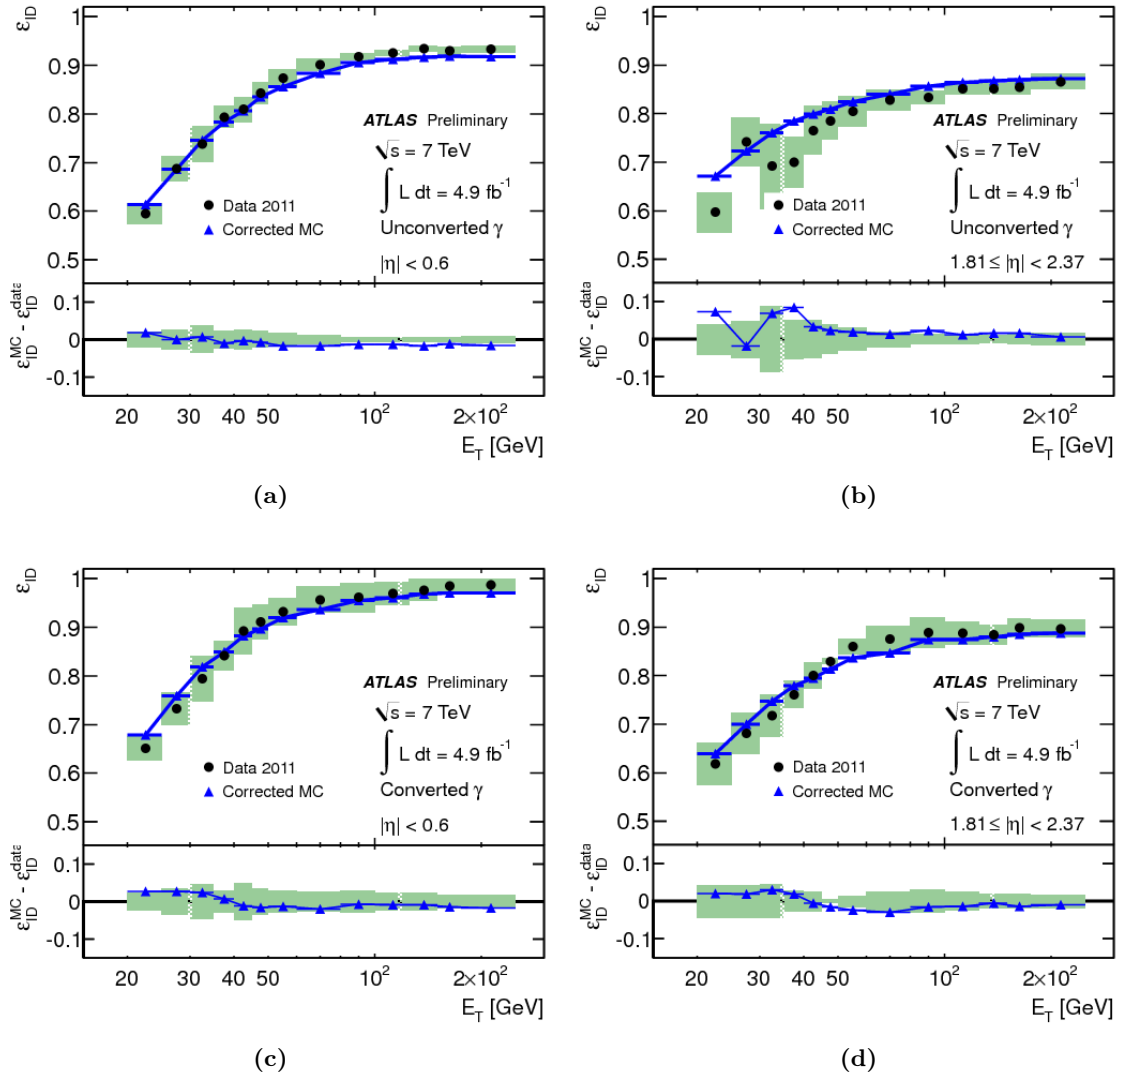 ε_ID
1
0.9
0.8
0.7
0.6
0.5
ATLAS Preliminary
√s = 7 TeV
∫ L dt = 4.9 fb⁻¹
Data 2011
Corrected MC
Unconverted γ
|η| < 0.6
ε_ID^MC - ε_ID^data
0.1
0
-0.1
20 30 40 50 10² 2×10²
E_T [GeV]
(a)
ε_ID
1
0.9
0.8
0.7
0.6
0.5
ATLAS Preliminary
√s = 7 TeV
∫ L dt = 4.9 fb⁻¹
Data 2011
Corrected MC
Unconverted γ
1.81≤ |η| < 2.37
ε_ID^MC - ε_ID^data
0.1
0
-0.1
20 30 40 50 10² 2×10²
E_T [GeV]
(b)
ε_ID
1
0.9
0.8
0.7
0.6
0.5
ATLAS Preliminary
√s = 7 TeV
∫ L dt = 4.9 fb⁻¹
Data 2011
Corrected MC
Converted γ
|η| < 0.6
ε_ID^MC - ε_ID^data
0.1
0
-0.1
20 30 40 50 10² 2×10²
E_T [GeV]
(c)
ε_ID
1
0.9
0.8
0.7
0.6
0.5
ATLAS Preliminary
√s = 7 TeV
∫ L dt = 4.9 fb⁻¹
Data 2011
Corrected MC
Converted γ
1.81≤ |η| < 2.37
ε_ID^MC - ε_ID^data
0.1
0
-0.1
20 30 40 50 10² 2×10²
E_T [GeV]
(d)